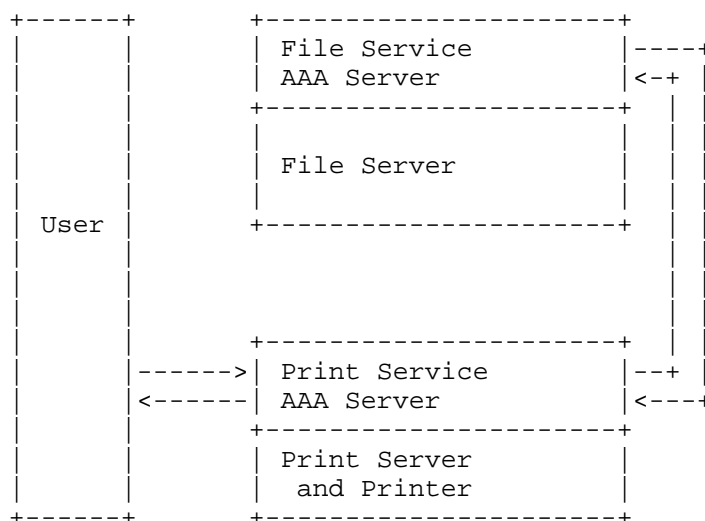 File Service
AAA Server
File Server
User
Print Service
AAA Server
Print Server
and Printer